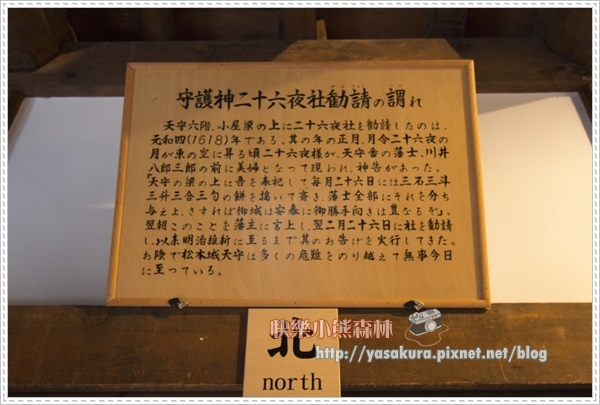 守護神二十六夜社勧請の謂れ
天守六階、小屋梁の上に二十六夜社を勧請したのは、
元和四(1618)年である。其の年の正月、月令二十六夜の
月が東の空に昇る頃二十六夜様が、天守番の藩士、川井
八郎三郎の前に美婦となって現われ、神告があった。
「天守の梁の上に吾を奉祀して毎月二十六日には三石三斗
三升三合三勺の餅を搗いて斎き、藩士全部にそれを分ち
与えよ、さすれば御城は安泰に御勝手向きは豊なるぞ」。
翌朝このことを藩主に言上し、翌二月二十六日に社を勧請
し、以来明治維新に至るまで其のお告げを実行してきた。
お陰で松本城天守は多くの危難をのり越えて無事今日
に至っている。
北
north
快樂小熊森林
http://yasakura.pixnet.net/blog